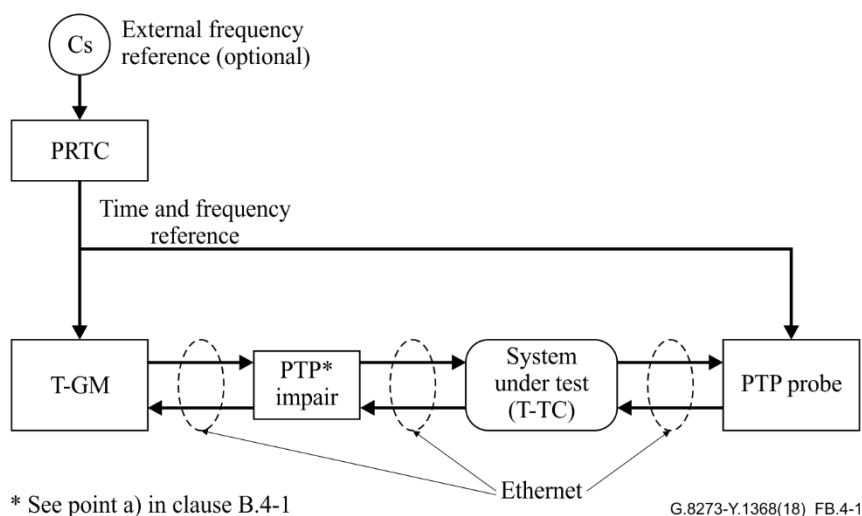 Cs
External frequency
reference (optional)
PRTC
Time and frequency
reference
T-GM
PTP*
impair
System
under test
(T-TC)
PTP probe
Ethernet
* See point a) in clause B.4-1
G.8273-Y.1368(18)_FB.4-1